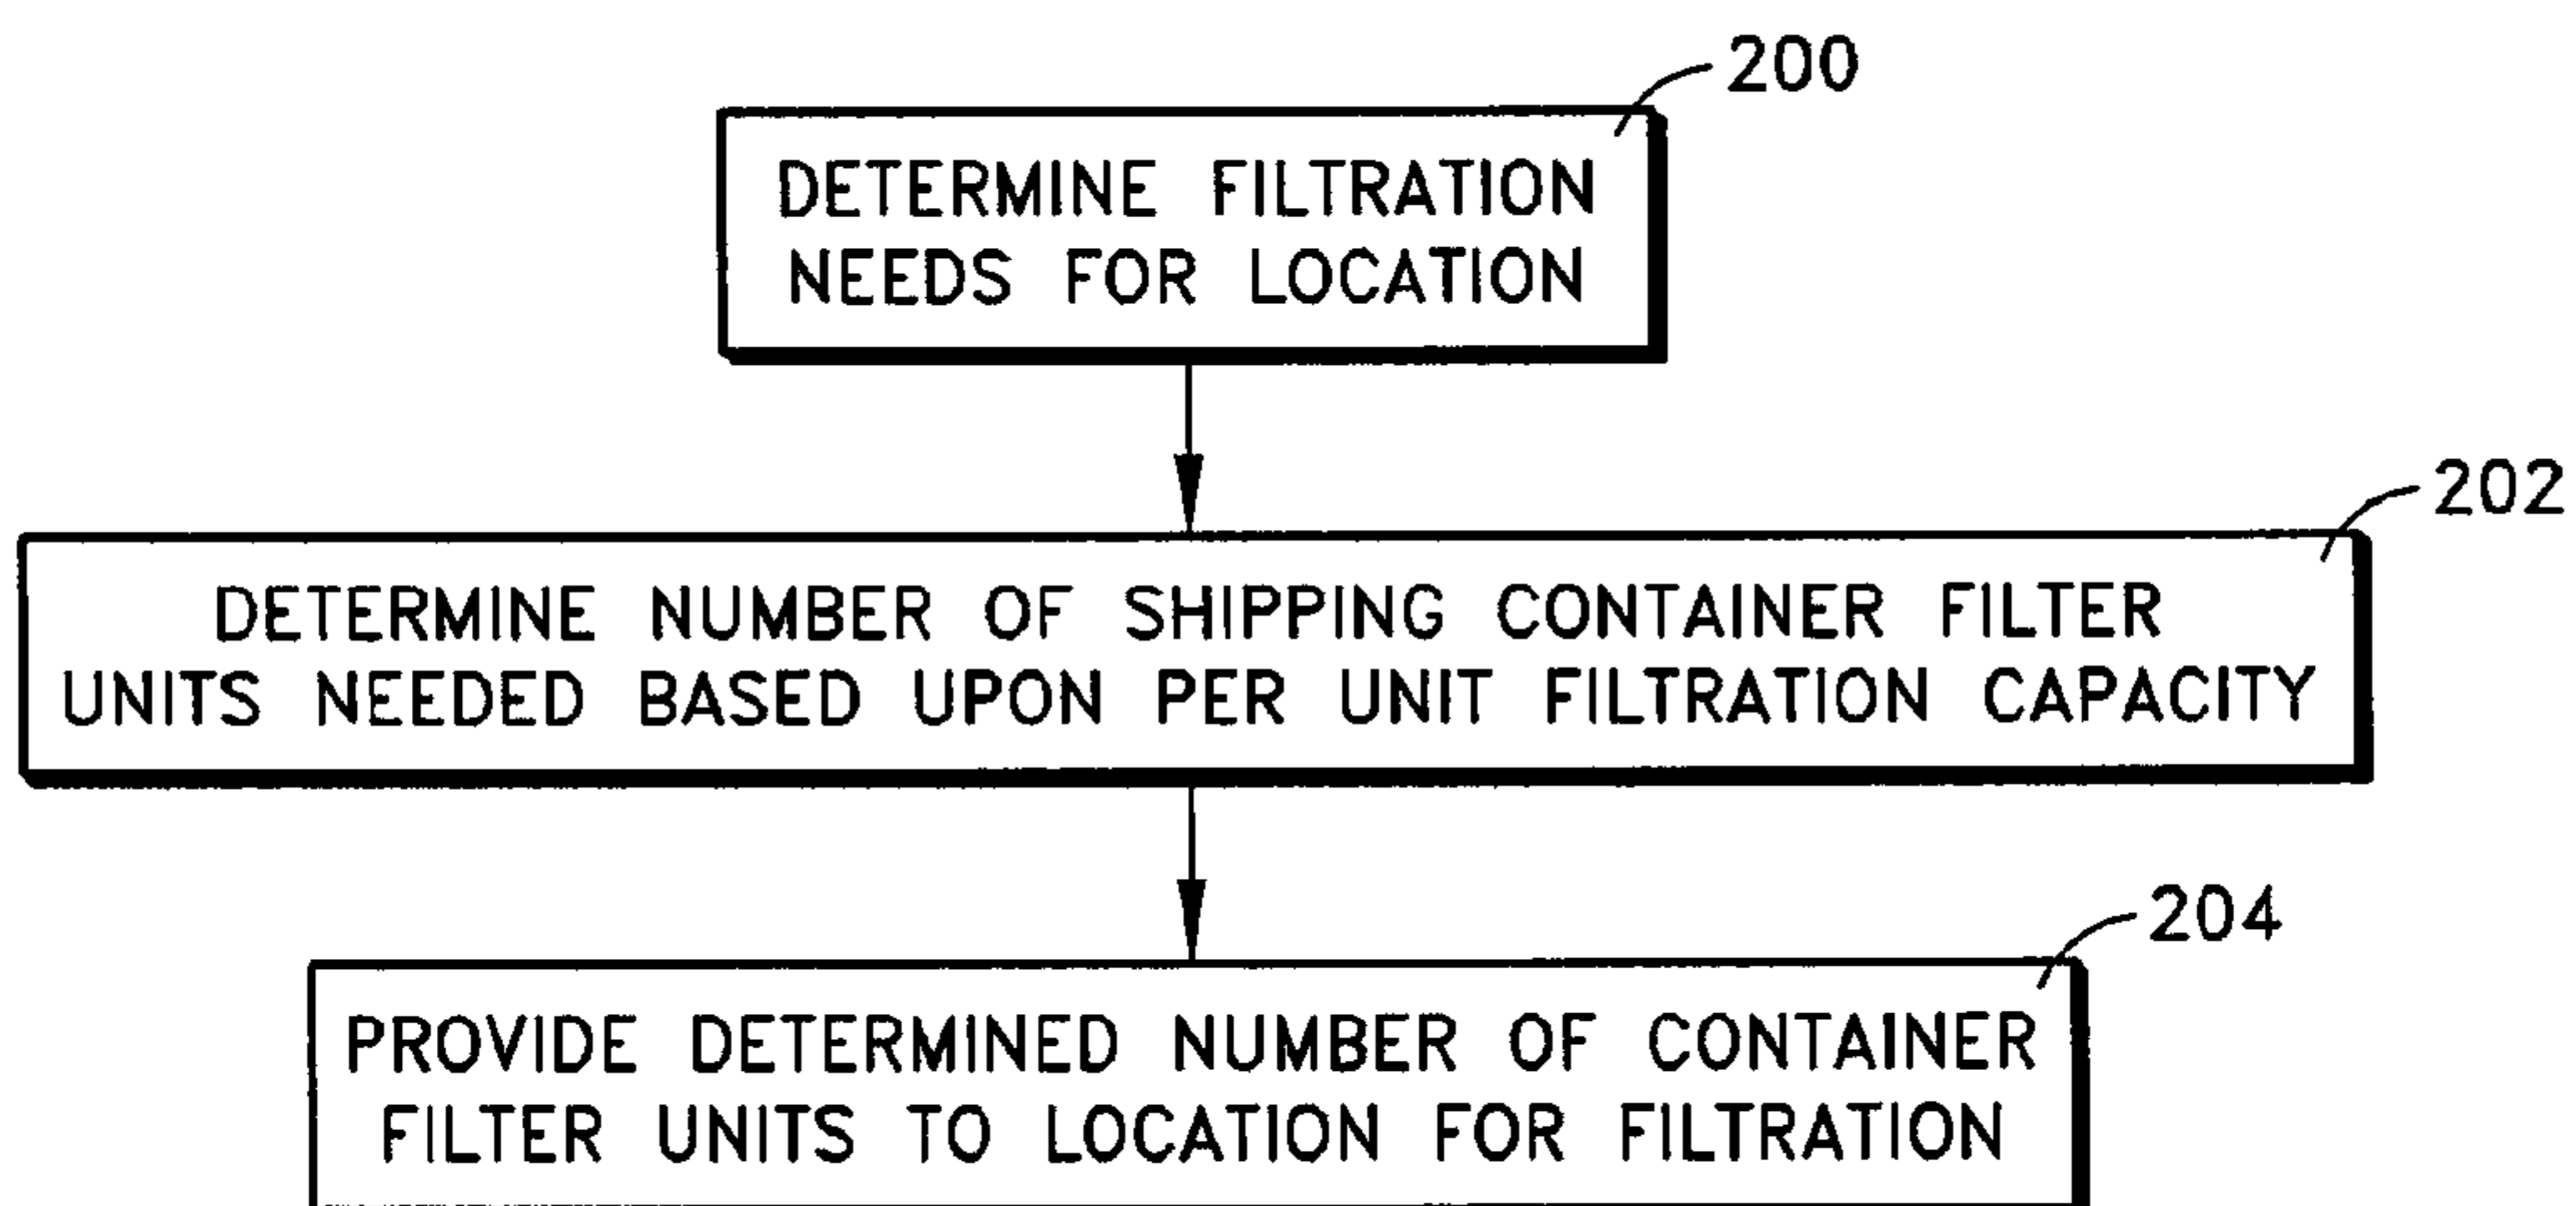 200
DETERMINE FILTRATION
NEEDS FOR LOCATION
202
DETERMINE NUMBER OF SHIPPING CONTAINER FILTER
UNITS NEEDED BASED UPON PER UNIT FILTRATION CAPACITY
204
PROVIDE DETERMINED NUMBER OF CONTAINER
FILTER UNITS TO LOCATION FOR FILTRATION